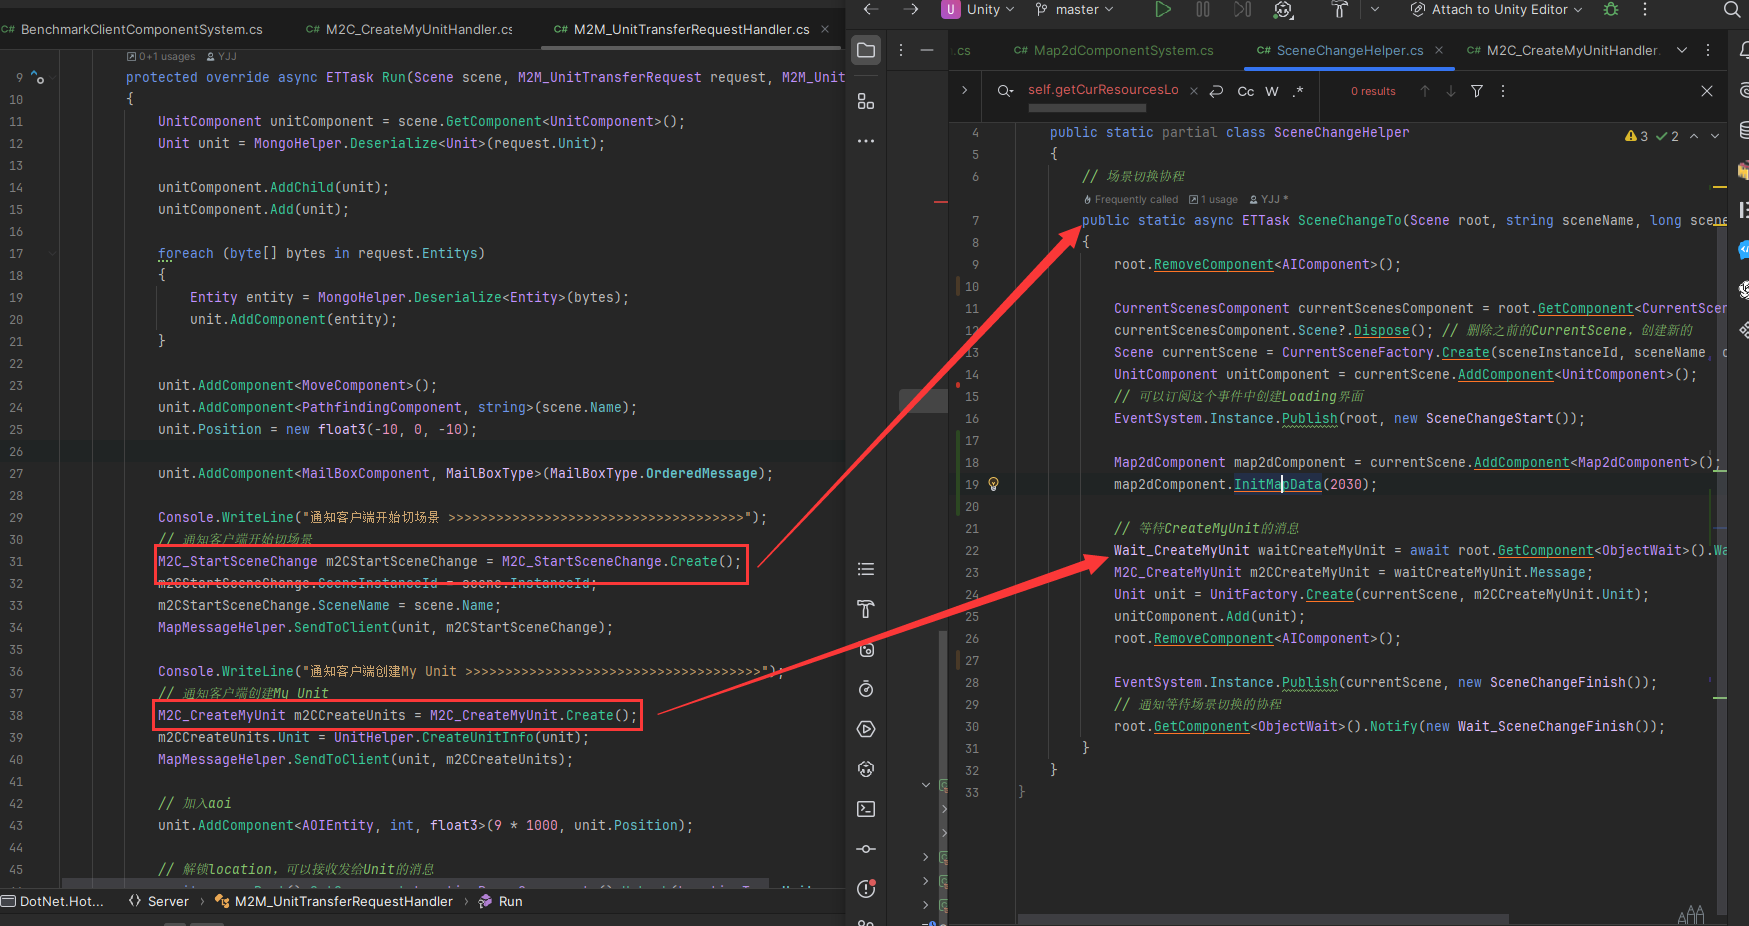 BenchmarkClientComponentSystem.cs
M2C_CreateMyUnitHandler.cs
M2M_UnitTransferRequestHandler.cs
0+1 usages YJJ
9 protected override async ETTask Run(Scene scene, M2M_UnitTransferRequest request, M2M_Unit
10 {
11 UnitComponent unitComponent = scene.GetComponent<UnitComponent>();
12 Unit unit = MongoHelper.Deserialize<Unit>(request.Unit);
13
14 unitComponent.AddChild(unit);
15 unitComponent.Add(unit);
16
17 foreach (byte[] bytes in request.Entitys)
18 {
19 Entity entity = MongoHelper.Deserialize<Entity>(bytes);
20 unit.AddComponent(entity);
21 }
22
23 unit.AddComponent<MoveComponent>();
24 unit.AddComponent<PathfindingComponent, string>(scene.Name);
25 unit.Position = new float3(-10, 0, -10);
26
27 unit.AddComponent<MailBoxComponent, MailBoxType>(MailBoxType.OrderedMessage);
28
29 Console.WriteLine("通知客户端开始切场景 >>>>>>>>>>>>>>>>>>>>>>>>>>>>>>>>>>>>>");
30 // 通知客户端开始切场景
31 M2C_StartSceneChange m2CStartSceneChange = M2C_StartSceneChange.Create();
32 m2CStartSceneChange.SceneInstanceId = scene.InstanceId;
33 m2CStartSceneChange.SceneName = scene.Name;
34 MapMessageHelper.SendToClient(unit, m2CStartSceneChange);
35
36 Console.WriteLine("通知客户端创建My Unit >>>>>>>>>>>>>>>>>>>>>>>>>>>>>>>>>>>>>");
37 // 通知客户端创建My Unit
38 M2C_CreateMyUnit m2CCreateUnits = M2C_CreateMyUnit.Create();
39 m2CCreateUnits.Unit = UnitHelper.CreateUnitInfo(unit);
40 MapMessageHelper.SendToClient(unit, m2CCreateUnits);
41
42 // 加入aoi
43 unit.AddComponent<AOIEntity, int, float3>(9 * 1000, unit.Position);
44
45 // 解锁location，可以接收发给Unit的消息
DotNet.Hot... Server M2M_UnitTransferRequestHandler Run
U Unity master Attach to Unity Editor
.cs
Map2dComponentSystem.cs
SceneChangeHelper.cs
M2C_CreateMyUnitHandler
self.getCurResourcesLo Cc W .* 0 results
3 2
4 public static partial class SceneChangeHelper
5 {
6 // 场景切换协程
Frequently called 1 usage YJJ *
7 public static async ETTask SceneChangeTo(Scene root, string sceneName, long scene
8 {
9 root.RemoveComponent<AIComponent>();
10
11 CurrentScenesComponent currentScenesComponent = root.GetComponent<CurrentScen
12 currentScenesComponent.Scene?.Dispose(); // 删除之前的CurrentScene，创建新的
13 Scene currentScene = CurrentSceneFactory.Create(sceneInstanceId, sceneName, c
14 UnitComponent unitComponent = currentScene.AddComponent<UnitComponent>();
15 // 可以订阅这个事件中创建Loading界面
16 EventSystem.Instance.Publish(root, new SceneChangeStart());
17
18 Map2dComponent map2dComponent = currentScene.AddComponent<Map2dComponent>();
19 map2dComponent.InitMapData(2030);
20
21 // 等待CreateMyUnit的消息
22 Wait_CreateMyUnit waitCreateMyUnit = await root.GetComponent<ObjectWait>().Wa
23 M2C_CreateMyUnit m2CCreateMyUnit = waitCreateMyUnit.Message;
24 Unit unit = UnitFactory.Create(currentScene, m2CCreateMyUnit.Unit);
25 unitComponent.Add(unit);
26 root.RemoveComponent<AIComponent>();
27
28 EventSystem.Instance.Publish(currentScene, new SceneChangeFinish());
29 // 通知等待场景切换的协程
30 root.GetComponent<ObjectWait>().Notify(new Wait_SceneChangeFinish());
31 }
32 }
33 }